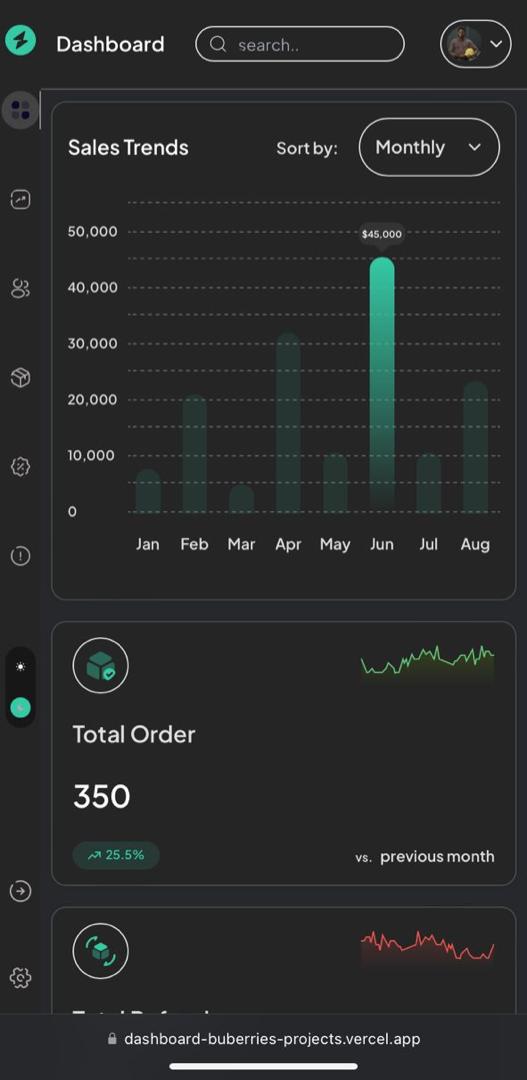 Dashboard
search..
Sales Trends
Sort by:
Monthly
$45,000
50,000
40,000
30,000
20,000
10,000
0
Jan Feb Mar Apr May Jun Jul Aug
Total Order
350
25.5%
vs. previous month
dashboard-buberries-projects.vercel.app